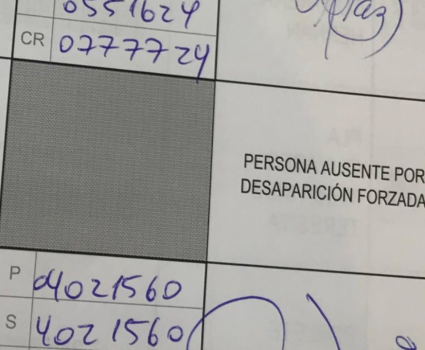 0551624
CR 0777724
PERSONA AUSENTE POR
DESAPARICIÓN FORZADA
P 4021560
S 4021560